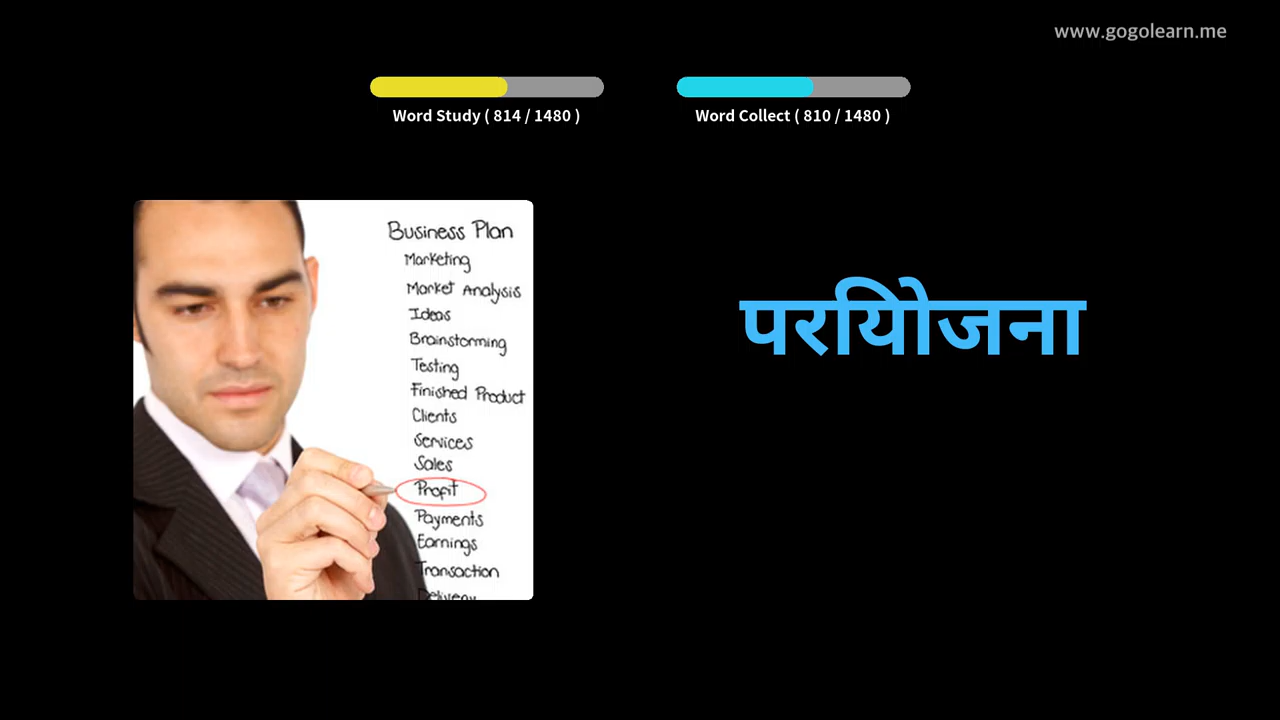 www.gogolearn.me
Word Study ( 814 / 1480 )
Word Collect ( 810 / 1480 )
Business Plan
Marketing
Market Analysis
Ideas
Brainstorming
Testing
Finished Product
Clients
Services
Sales
Profit
Payments
Earnings
Transaction
Delivery
परयिोजना